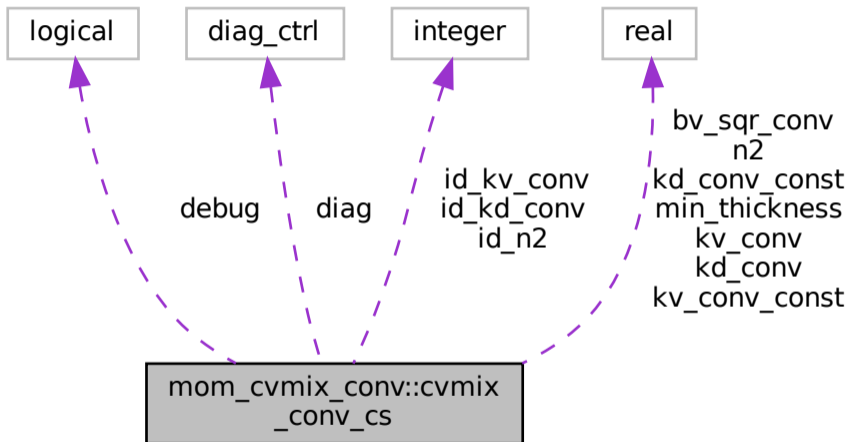 logical
diag_ctrl
integer
real
debug
diag
id_kv_conv
id_kd_conv
id_n2
bv_sqr_conv
n2
kd_conv_const
min_thickness
kv_conv
kd_conv
kv_conv_const
mom_cvmix_conv::cvmix
_conv_cs